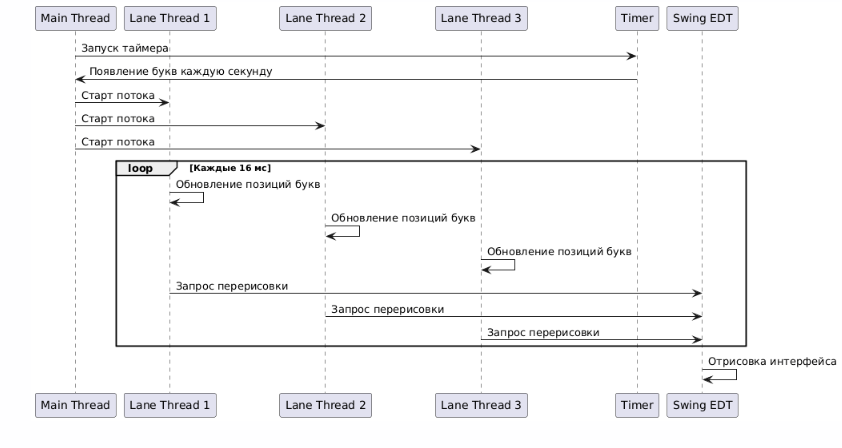 Main Thread Lane Thread 1 Lane Thread 2 Lane Thread 3 Timer Swing EDT
Запуск таймера
Появление букв каждую секунду
Старт потока
Старт потока
Старт потока
loop [Каждые 16 мс]
Обновление позиций букв
Обновление позиций букв
Обновление позиций букв
Запрос перерисовки
Запрос перерисовки
Запрос перерисовки
Отрисовка интерфейса
Main Thread Lane Thread 1 Lane Thread 2 Lane Thread 3 Timer Swing EDT